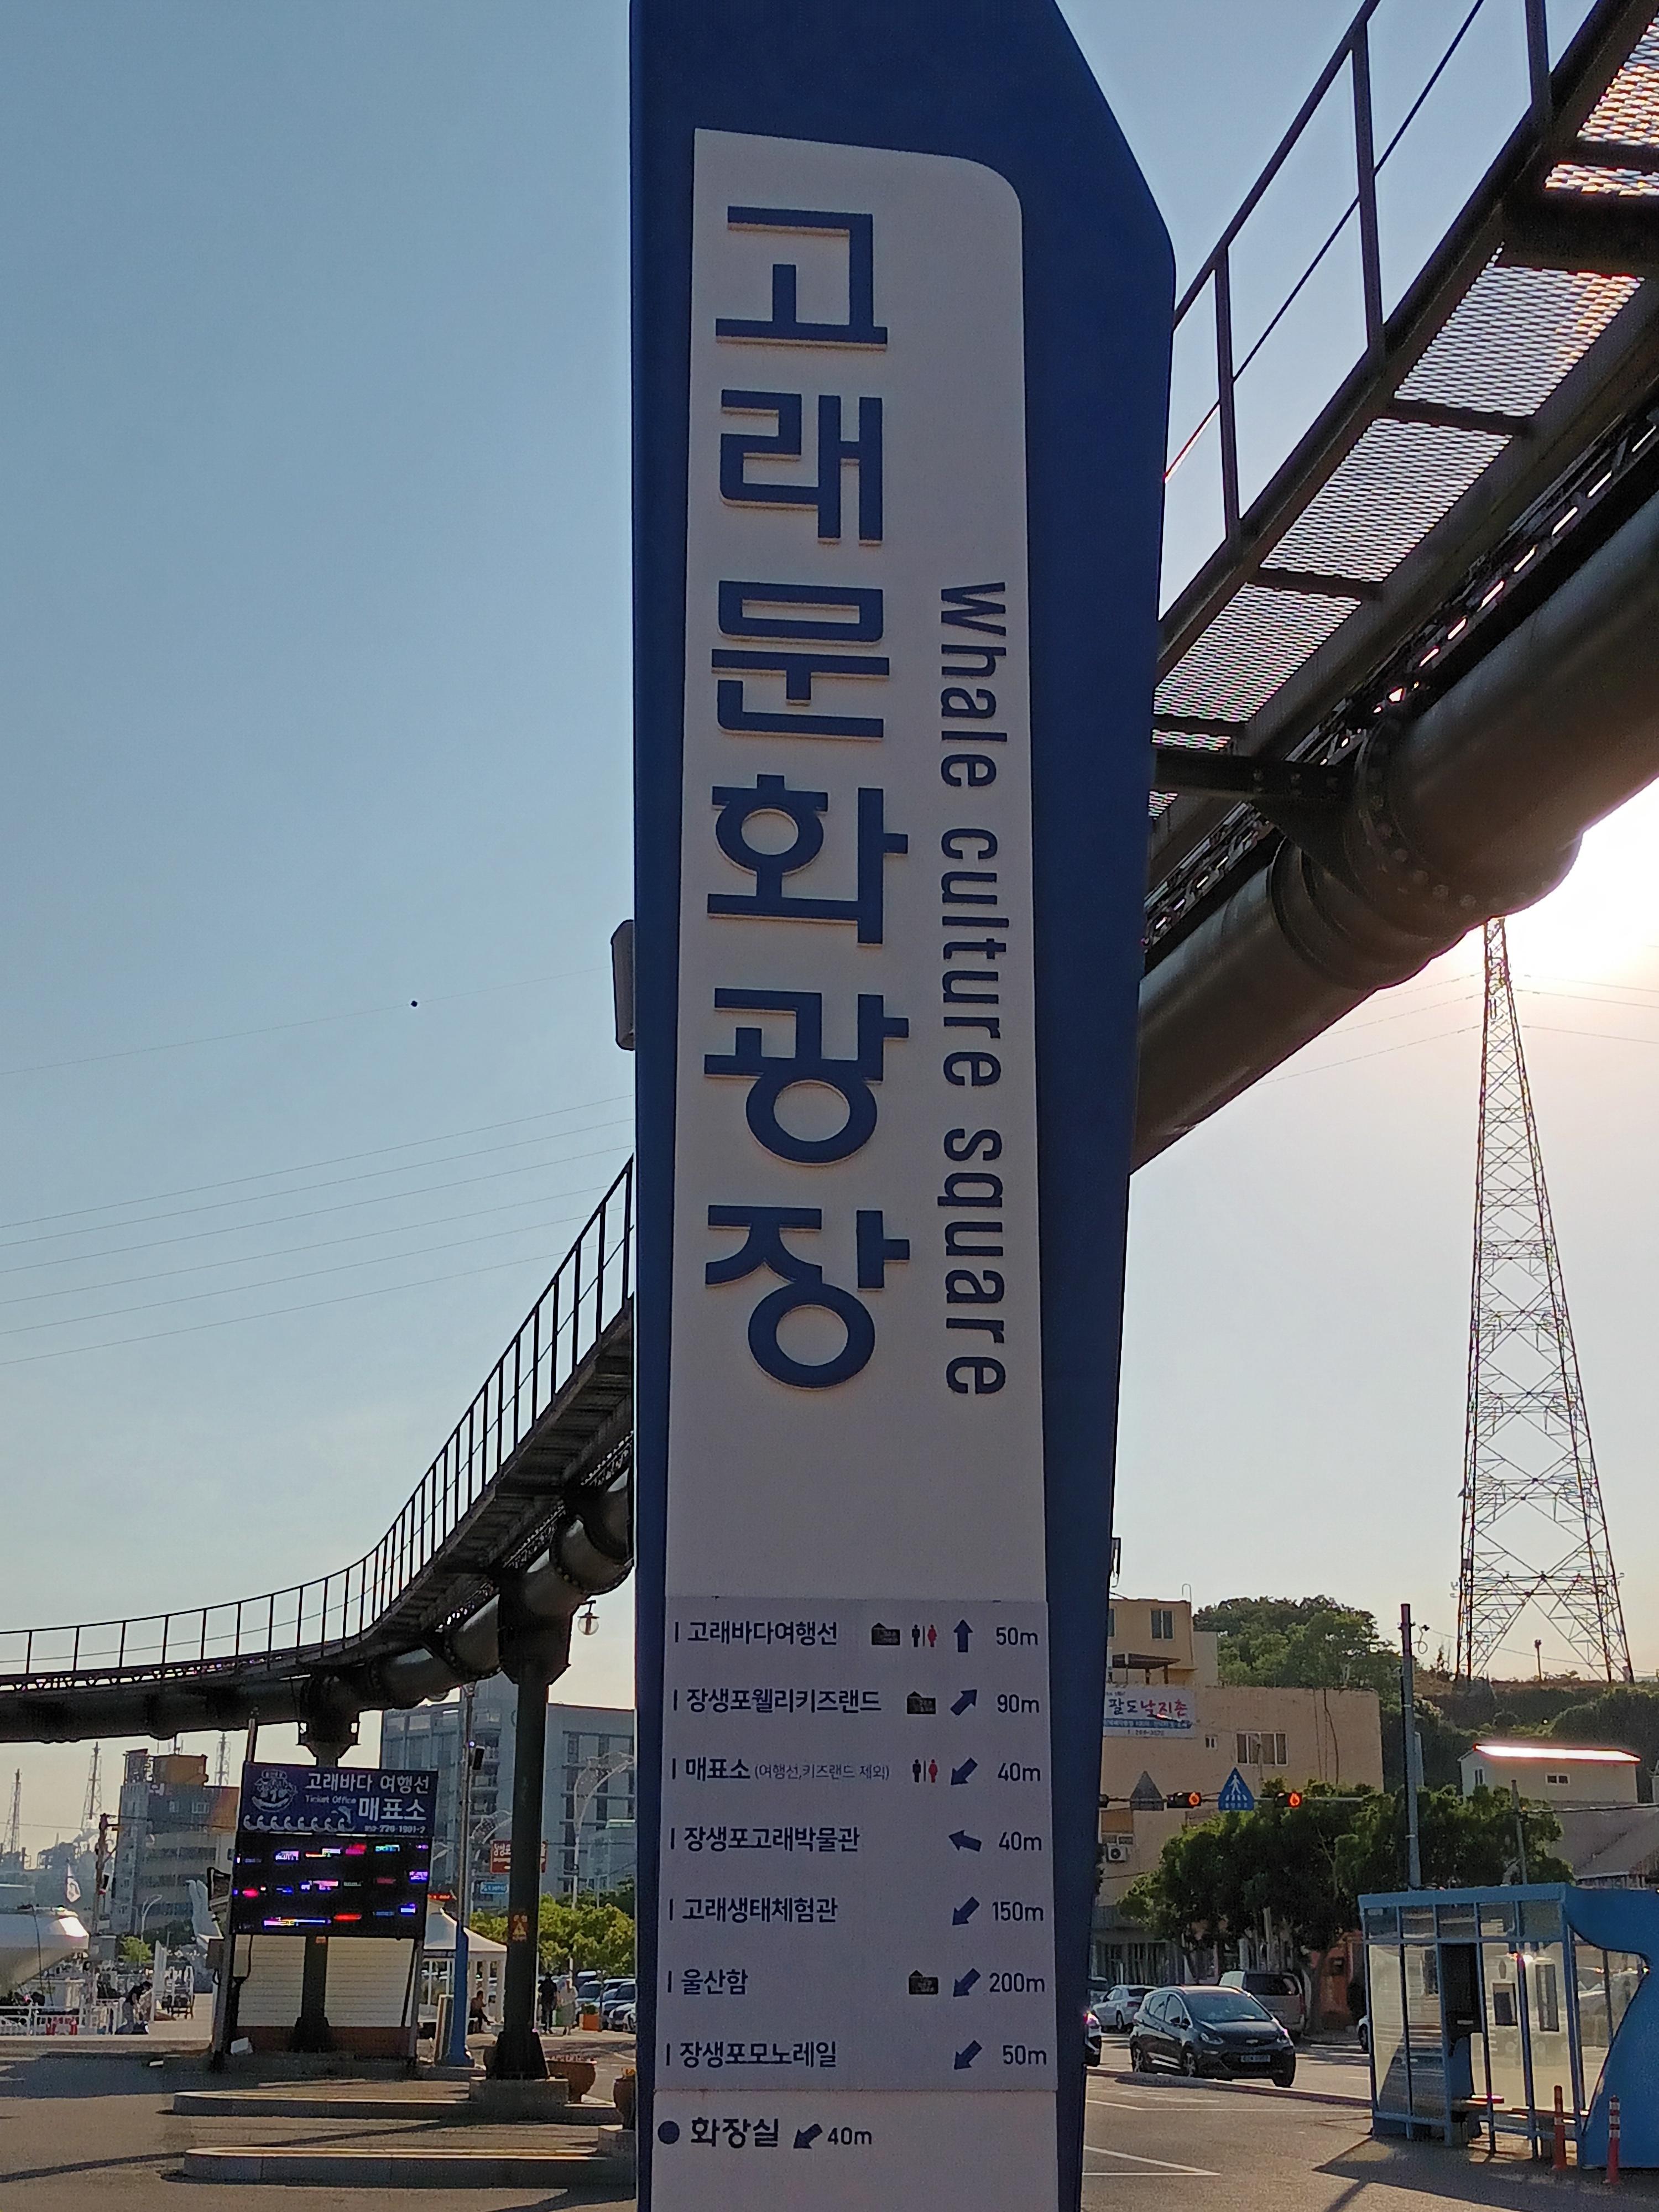 고래문화광장
Whale culture square
고래바다여행선 50m
장생포웰리키즈랜드 90m
매표소 (여행선,키즈랜드 제외) 40m
장생포고래박물관 40m
고래생태체험관 150m
울산함 200m
장생포모노레일 50m
화장실 40m
고래바다 여행선
Ticket Office 매표소
팔도낙지촌